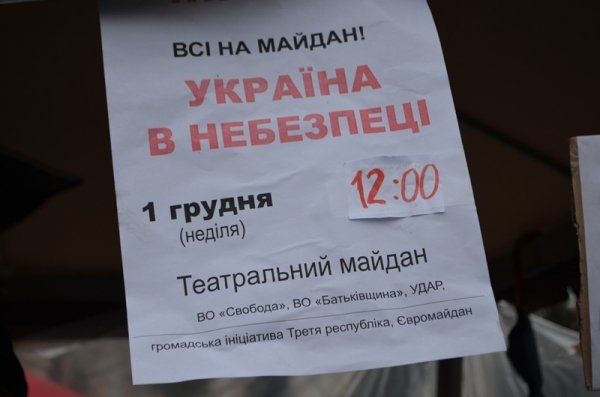 ВСІ НА МАЙДАН!
УКРАЇНА
В НЕБЕЗПЕЦІ
1 грудня 12:00
(неділя)
Театральний майдан
ВО «Свобода», ВО «Батьківщина», УДАР,
громадська ініціатива Третя республіка, Євромайдан